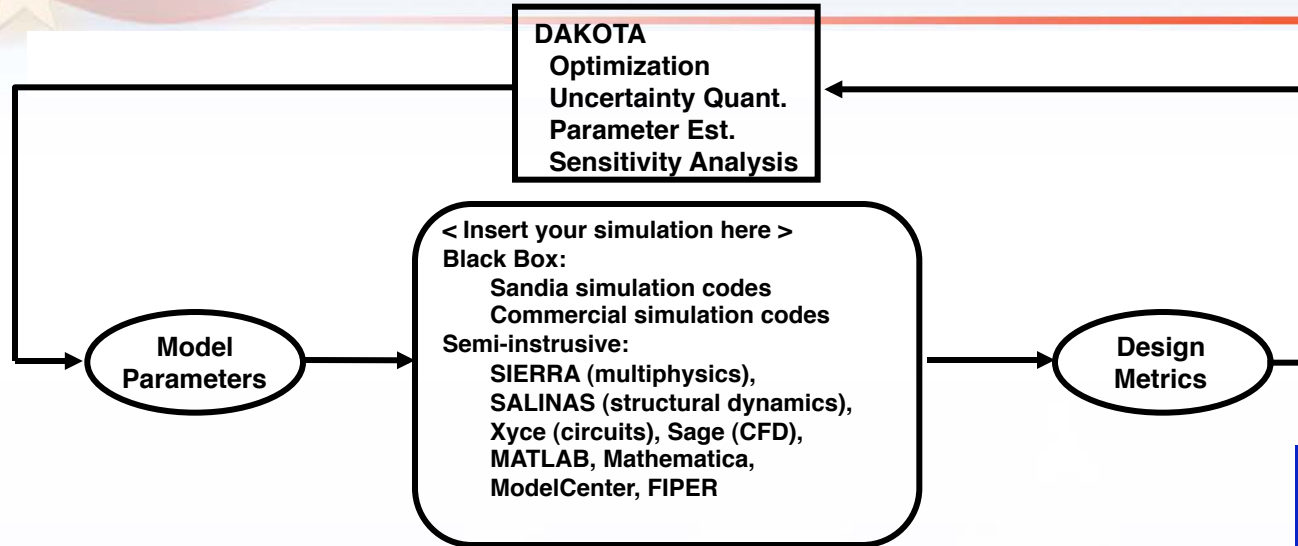 DAKOTA
Optimization
Uncertainty Quant.
Parameter Est.
Sensitivity Analysis
< Insert your simulation here >
Black Box:
Sandia simulation codes
Commercial simulation codes
Semi-instrusive:
SIERRA (multiphysics),
SALINAS (structural dynamics),
Xyce (circuits), Sage (CFD),
MATLAB, Mathematica,
ModelCenter, FIPER
Model
Parameters
Design
Metrics